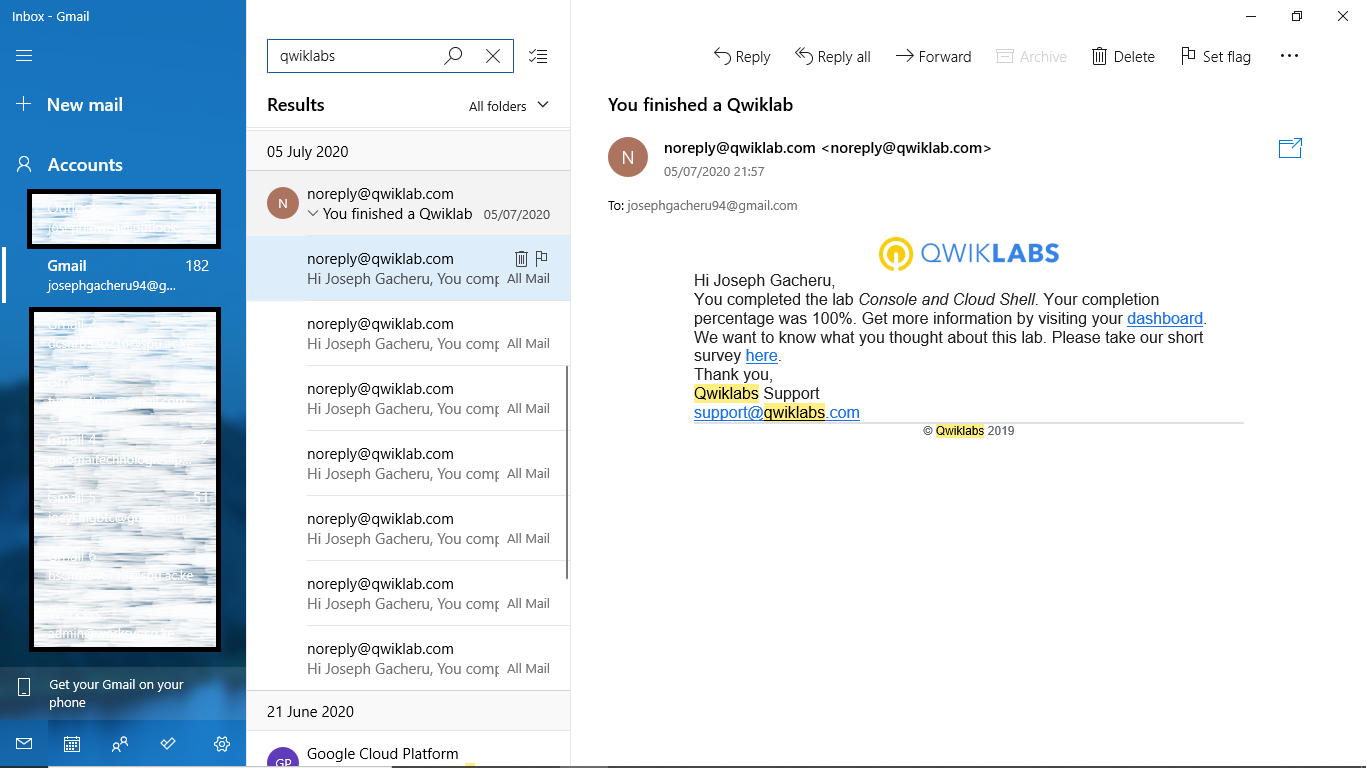 Inbox - Gmail
New mail
Accounts
Gmail 182
josephgacheru94@g...
Get your Gmail on your
phone
qwiklabs
Results All folders
05 July 2020
N
noreply@qwiklab.com
You finished a Qwiklab 05/07/2020
noreply@qwiklab.com
Hi Joseph Gacheru, You comp All Mail
noreply@qwiklab.com
Hi Joseph Gacheru, You comp All Mail
noreply@qwiklab.com
Hi Joseph Gacheru, You comp All Mail
noreply@qwiklab.com
Hi Joseph Gacheru, You comp All Mail
noreply@qwiklab.com
Hi Joseph Gacheru, You comp All Mail
noreply@qwiklab.com
Hi Joseph Gacheru, You comp All Mail
noreply@qwiklab.com
Hi Joseph Gacheru, You comp All Mail
21 June 2020
GP
Google Cloud Platform
Reply Reply all Forward Archive Delete Set flag
You finished a Qwiklab
N
noreply@qwiklab.com <noreply@qwiklab.com>
05/07/2020 21:57
To: josephgacheru94@gmail.com
QWIKLABS
Hi Joseph Gacheru,
You completed the lab Console and Cloud Shell. Your completion
percentage was 100%. Get more information by visiting your dashboard.
We want to know what you thought about this lab. Please take our short
survey here.
Thank you,
Qwiklabs Support
support@qwiklabs.com
© Qwiklabs 2019